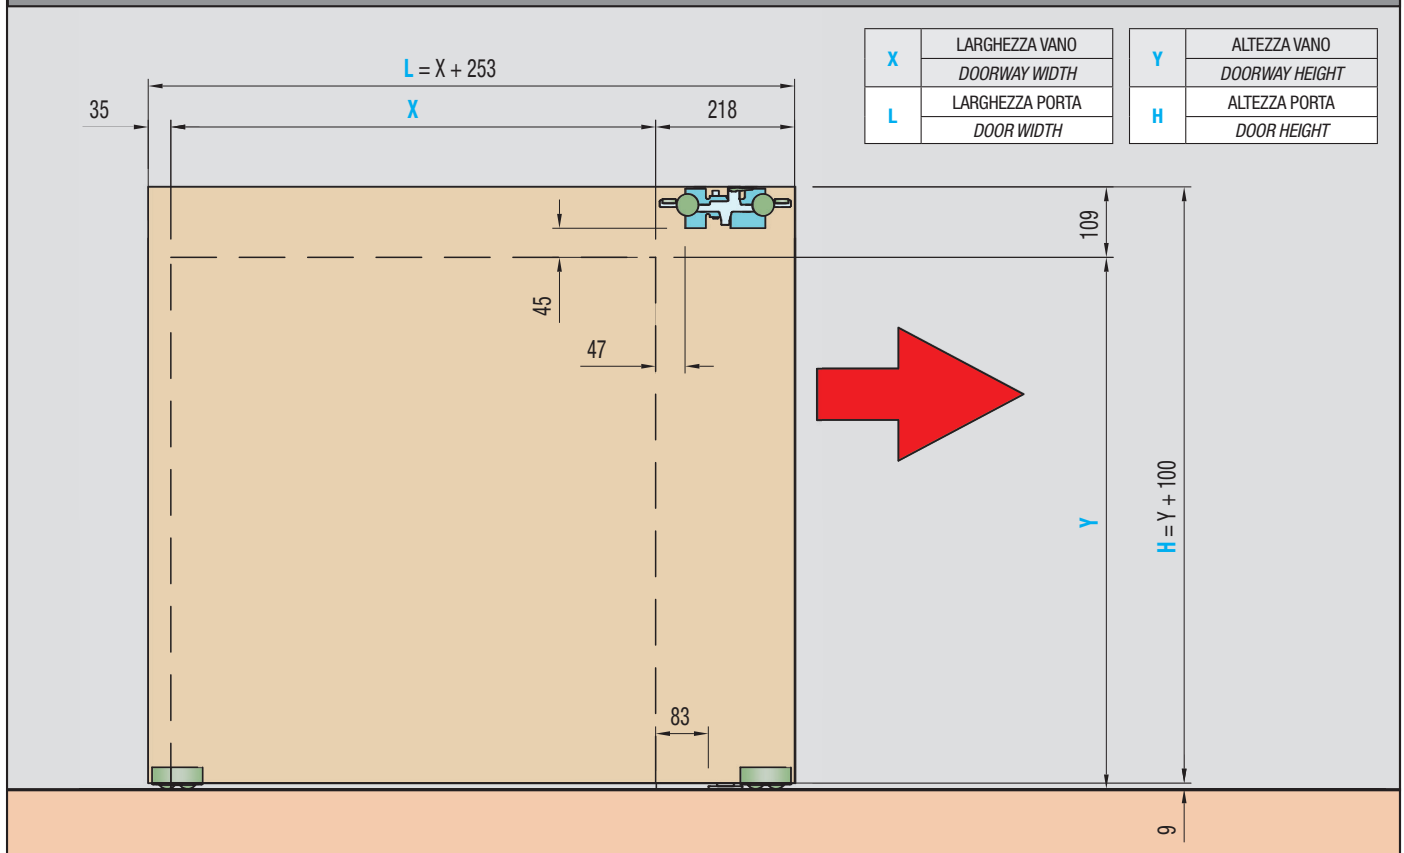 X
LARGHEZZA VANO
DOORWAY WIDTH
L
LARGHEZZA PORTA
DOOR WIDTH
Y
ALTEZZA VANO
DOORWAY HEIGHT
H
ALTEZZA PORTA
DOOR HEIGHT
L = X + 253
35
X
218
109
45
47
Y
H = Y + 100
83
9